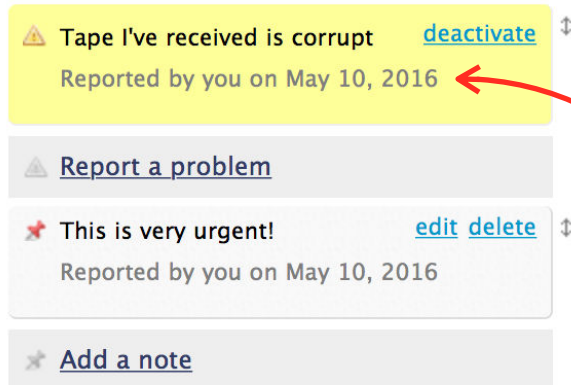 Tape I've received is corrupt deactivate
Reported by you on May 10, 2016
Report a problem
This is very urgent! edit delete
Reported by you on May 10, 2016
Add a note